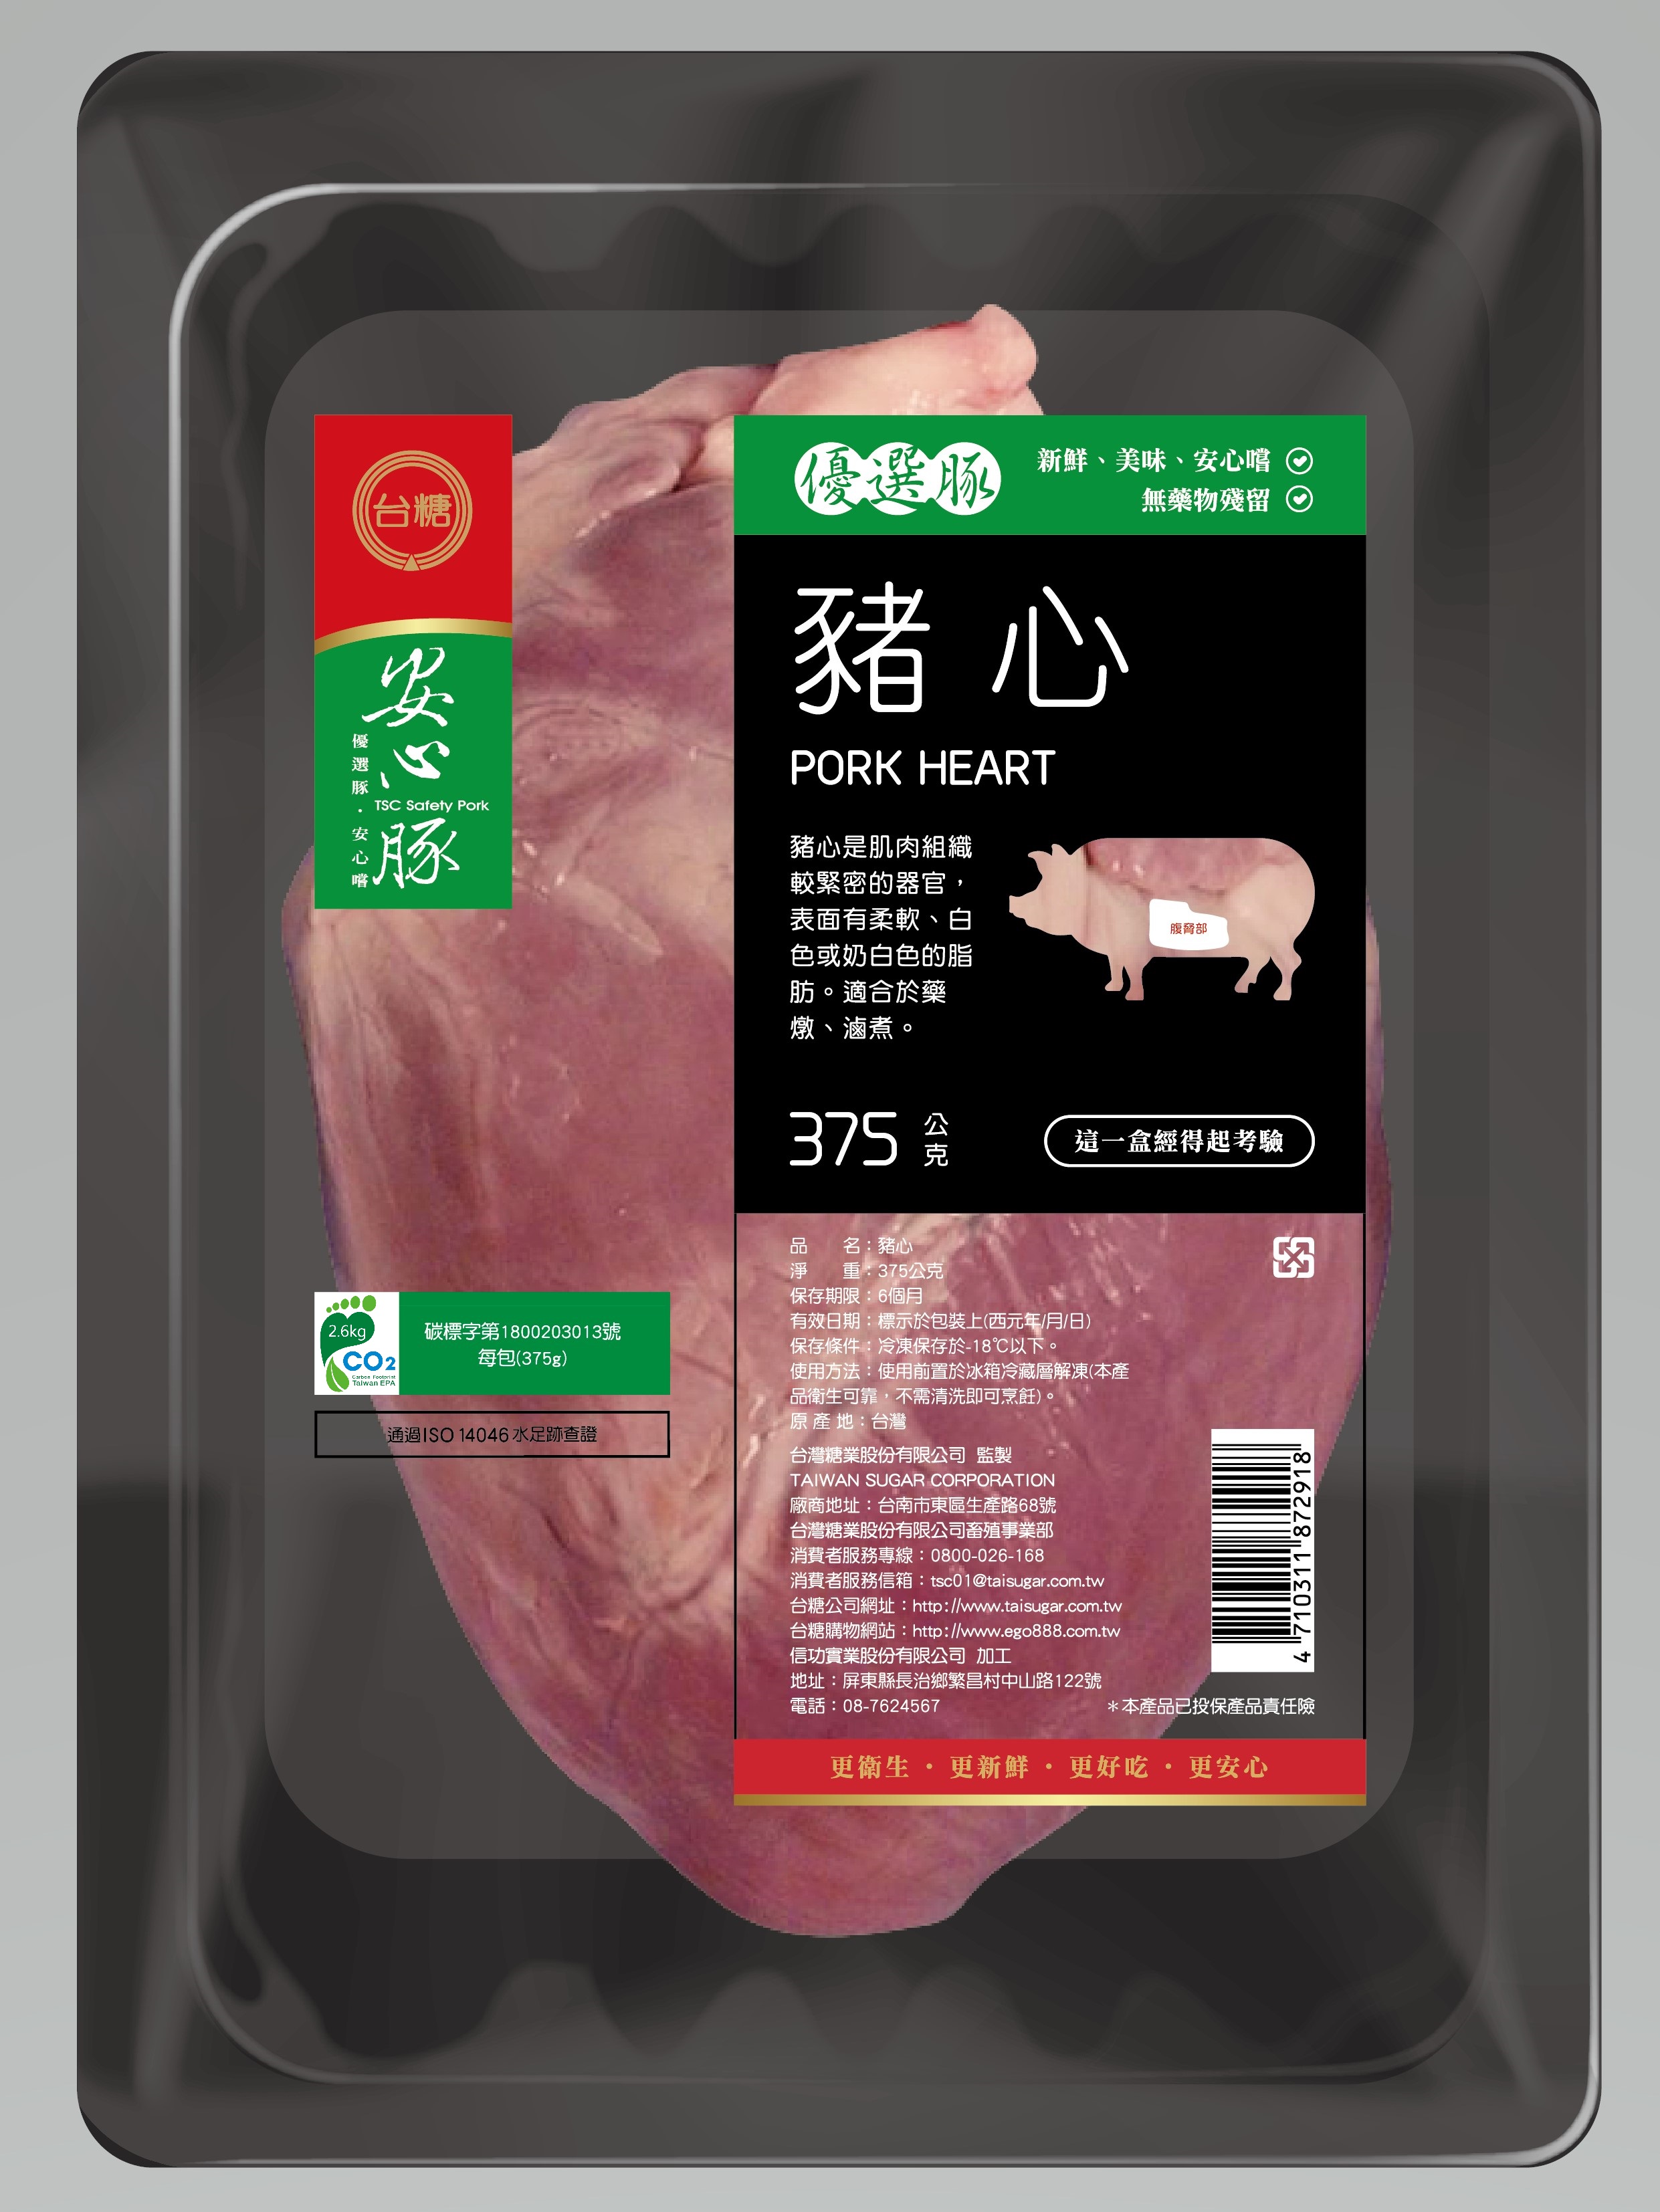 台糖
安心豚
優選豚・安心嚐
TSC Safety Pork
優選豚
新鮮、美味、安心嚐
無藥物殘留
豬心
PORK HEART
豬心是肌肉組織
較緊密的器官，
表面有柔軟、白
色或奶白色的脂
肪。適合於藥
燉、滷煮。
腹脅部
375 公克
這一盒經得起考驗
品　名：豬心
淨　重：375公克
保存期限：6個月
有效日期：標示於包裝上(西元年/月/日)
保存條件：冷凍保存於-18℃以下。
使用方法：使用前置於冰箱冷藏層解凍(本產
品衛生可靠，不需清洗即可烹飪)。
原 產 地：台灣
台灣糖業股份有限公司 監製
TAIWAN SUGAR CORPORATION
廠商地址：台南市東區生產路68號
台灣糖業股份有限公司畜殖事業部
消費者服務專線：0800-026-168
消費者服務信箱：tsc01@taisugar.com.tw
台糖公司網址：http://www.taisugar.com.tw
台糖購物網站：http://www.ego888.com.tw
信功實業股份有限公司 加工
地址：屏東縣長治鄉繁昌村中山路122號
電話：08-7624567
＊本產品已投保產品責任險
4 710311 872918
更衛生・更新鮮・更好吃・更安心
2.6kg
CO2
Carbon Footprint
Taiwan EPA
碳標字第1800203013號
每包(375g)
通過ISO 14046水足跡查證